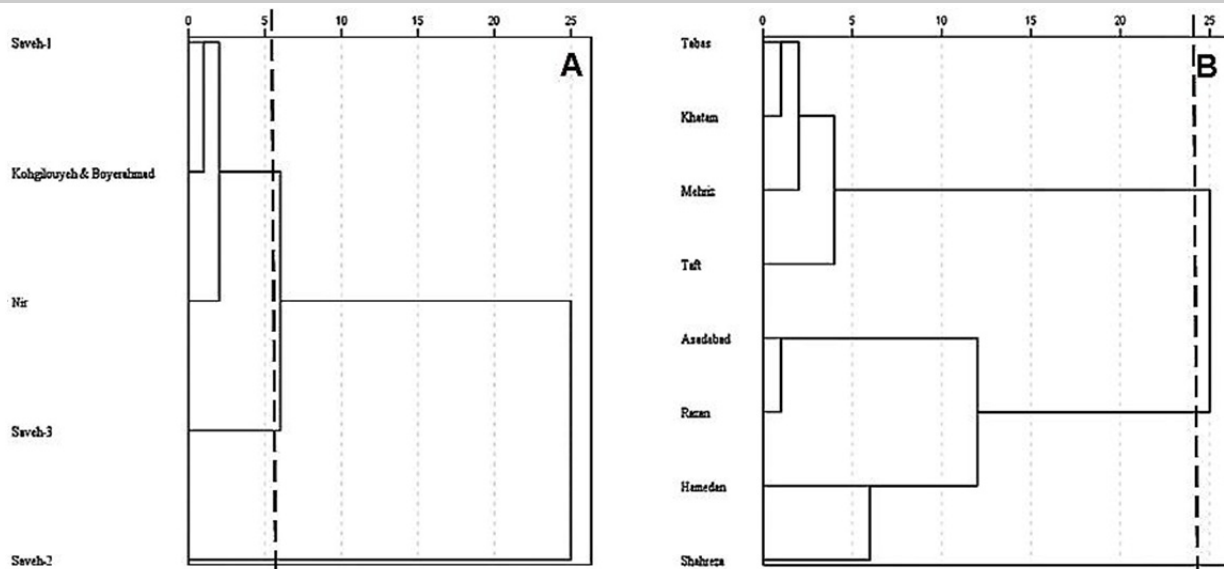 0 5 10 15 20 25
A
Saveh-1
Kohgilouyeh & Boyerahmad
Nir
Saveh-3
Saveh-2
0 5 10 15 20 25
B
Tabas
Khatam
Mehriz
Taft
Asadabad
Razan
Hamedan
Shahreza